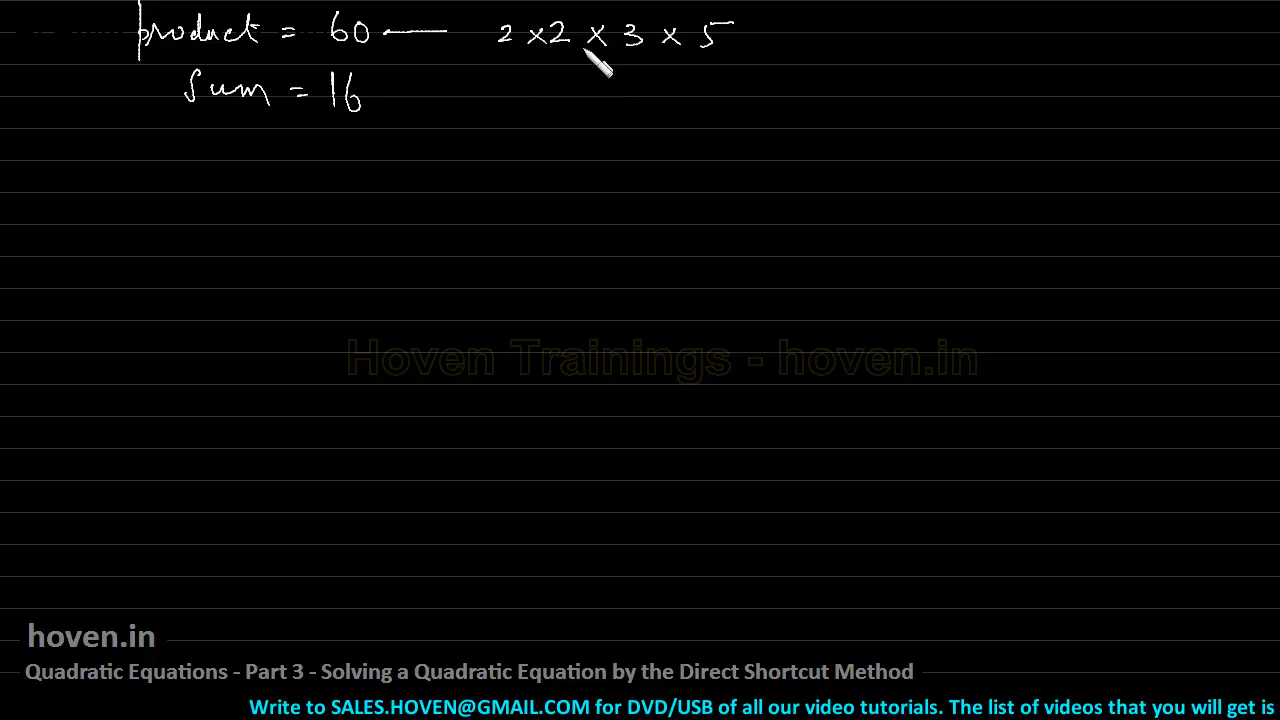 product = 60 — 2 × 2 × 3 × 5
sum = 16
Hoven Trainings - hoven.in
hoven.in
Quadratic Equations - Part 3 - Solving a Quadratic Equation by the Direct Shortcut Method
Write to SALES.HOVEN@GMAIL.COM for DVD/USB of all our video tutorials. The list of videos that you will get is